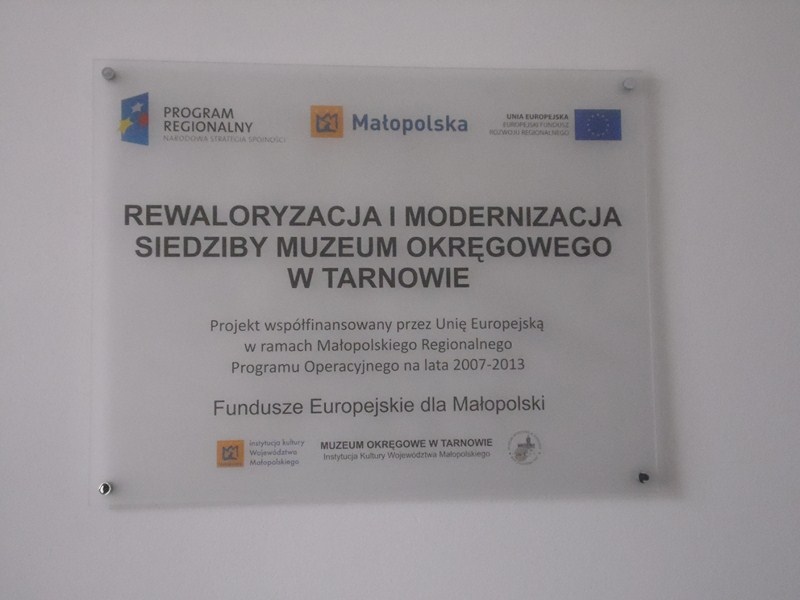 PROGRAM
REGIONALNY
NARODOWA STRATEGIA SPÓJNOŚCI
Małopolska
UNIA EUROPEJSKA
EUROPEJSKI FUNDUSZ
ROZWOJU REGIONALNEGO
REWALORYZACJA I MODERNIZACJA
SIEDZIBY MUZEUM OKRĘGOWEGO
W TARNOWIE
Projekt współfinansowany przez Unię Europejską
w ramach Małopolskiego Regionalnego
Programu Operacyjnego na lata 2007-2013
Fundusze Europejskie dla Małopolski
instytucja kultury
Województwa
Małopolskiego
MUZEUM OKRĘGOWE W TARNOWIE
Instytucja Kultury Województwa Małopolskiego